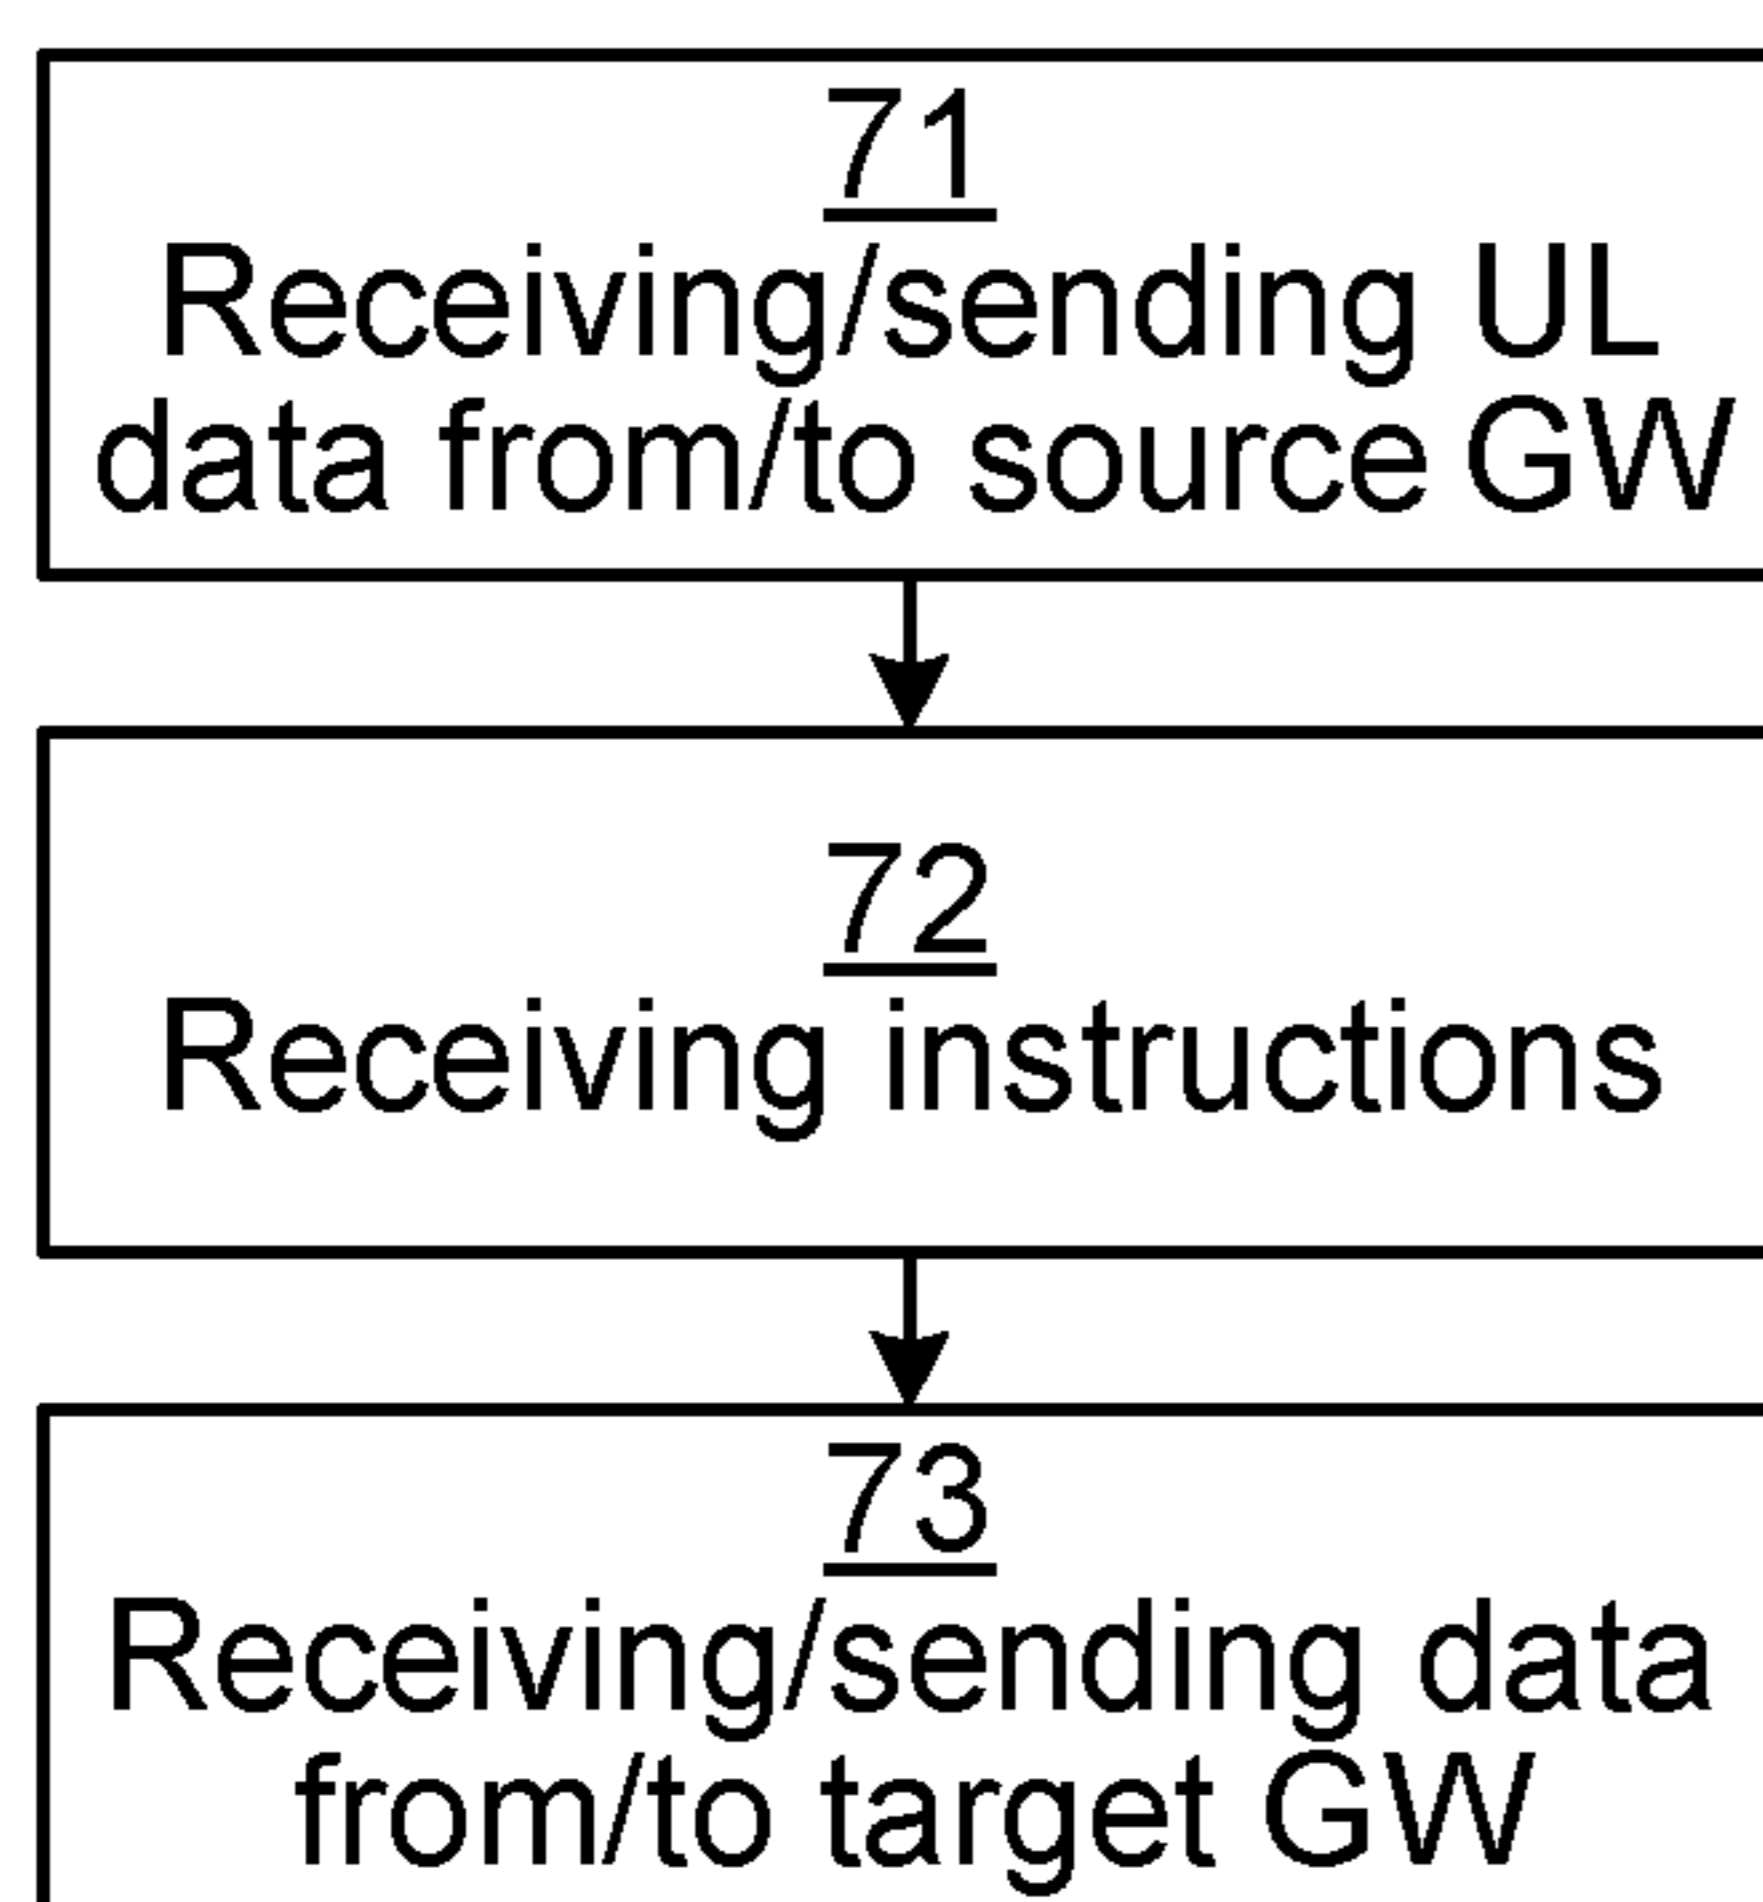 71
Receiving/sending UL
data from/to source GW
72
Receiving instructions
73
Receiving/sending data
from/to target GW